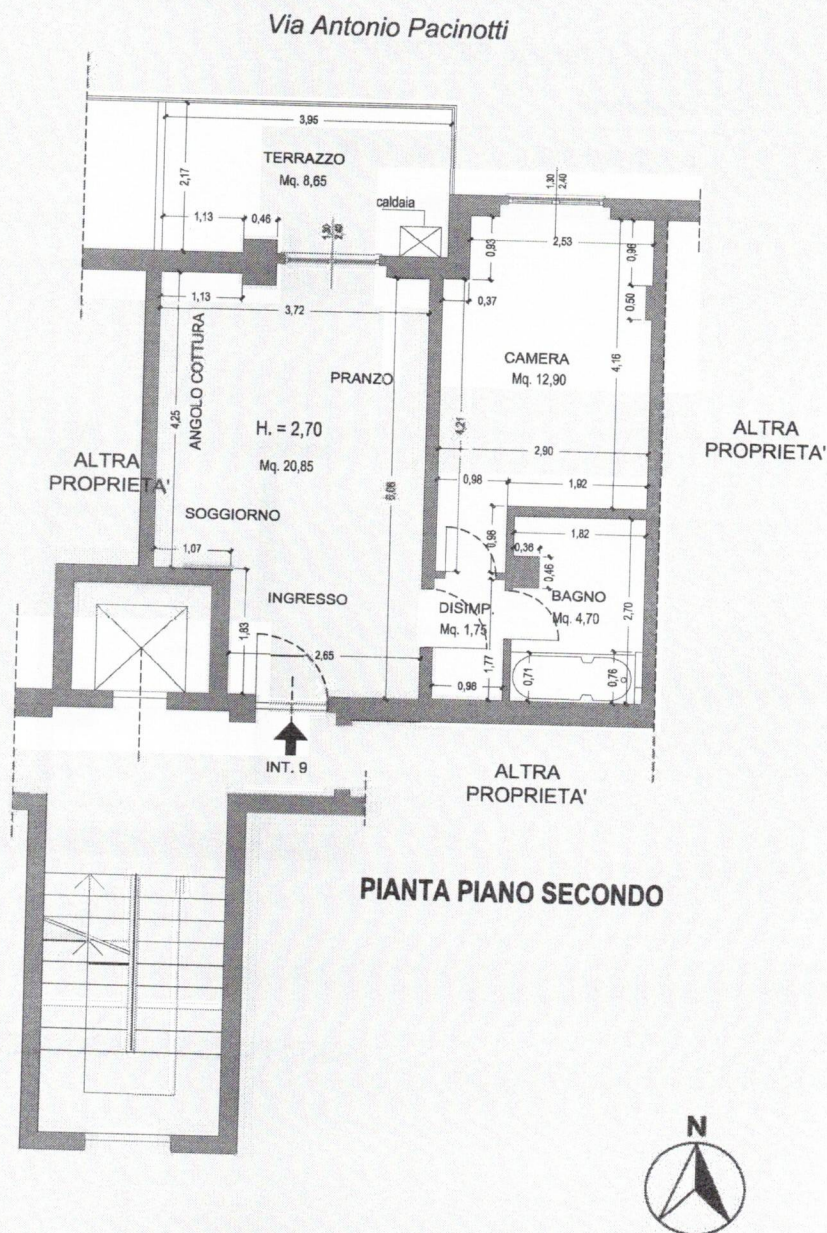 Via Antonio Pacinotti
3,95
TERRAZZO
Mq. 8,65
2,17
caldaia
1,13
0,46
1,30
2,40
1,30
2,40
2,53
0,93
0,96
0,50
1,13
3,72
0,37
ANGOLO COTTURA
4,25
PRANZO
CAMERA
Mq. 12,90
4,16
H. = 2,70
Mq. 20,85
4,21
6,08
2,90
0,98
1,92
ALTRA
PROPRIETA'
ALTRA
PROPRIETA'
SOGGIORNO
1,07
0,98
0,36
1,82
0,46
INGRESSO
DISIMP.
Mq. 1,75
BAGNO
Mq. 4,70
2,70
1,83
2,65
1,77
0,98
0,71
0,76
INT. 9
ALTRA
PROPRIETA'
PIANTA PIANO SECONDO
N